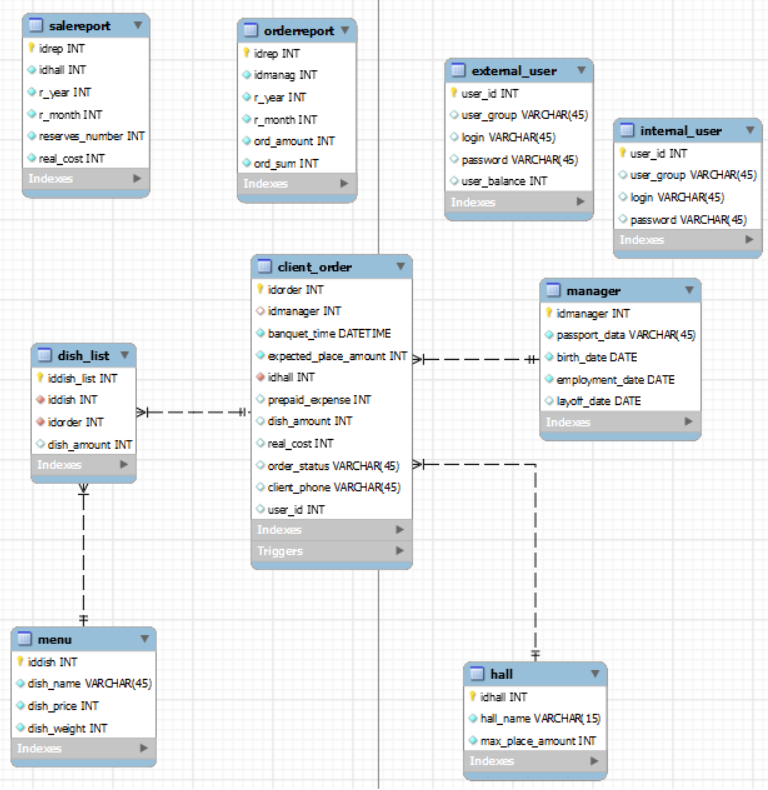 salereport
idrep INT
idhall INT
r_year INT
r_month INT
reserves_number INT
real_cost INT
Indexes
orderreport
idrep INT
idmanag INT
r_year INT
r_month INT
ord_amount INT
ord_sum INT
Indexes
external_user
user_id INT
user_group VARCHAR(45)
login VARCHAR(45)
password VARCHAR(45)
user_balance INT
Indexes
internal_user
user_id INT
user_group VARCHAR(45)
login VARCHAR(45)
password VARCHAR(45)
Indexes
client_order
idorder INT
idmanager INT
banquet_time DATETIME
expected_place_amount INT
idhall INT
prepaid_expense INT
dish_amount INT
real_cost INT
order_status VARCHAR(45)
client_phone VARCHAR(45)
user_id INT
Indexes
Triggers
manager
idmanager INT
passport_data VARCHAR(45)
birth_date DATE
employment_date DATE
layoff_date DATE
Indexes
dish_list
iddish_list INT
iddish INT
idorder INT
dish_amount INT
Indexes
menu
iddish INT
dish_name VARCHAR(45)
dish_price INT
dish_weight INT
Indexes
hall
idhall INT
hall_name VARCHAR(15)
max_place_amount INT
Indexes